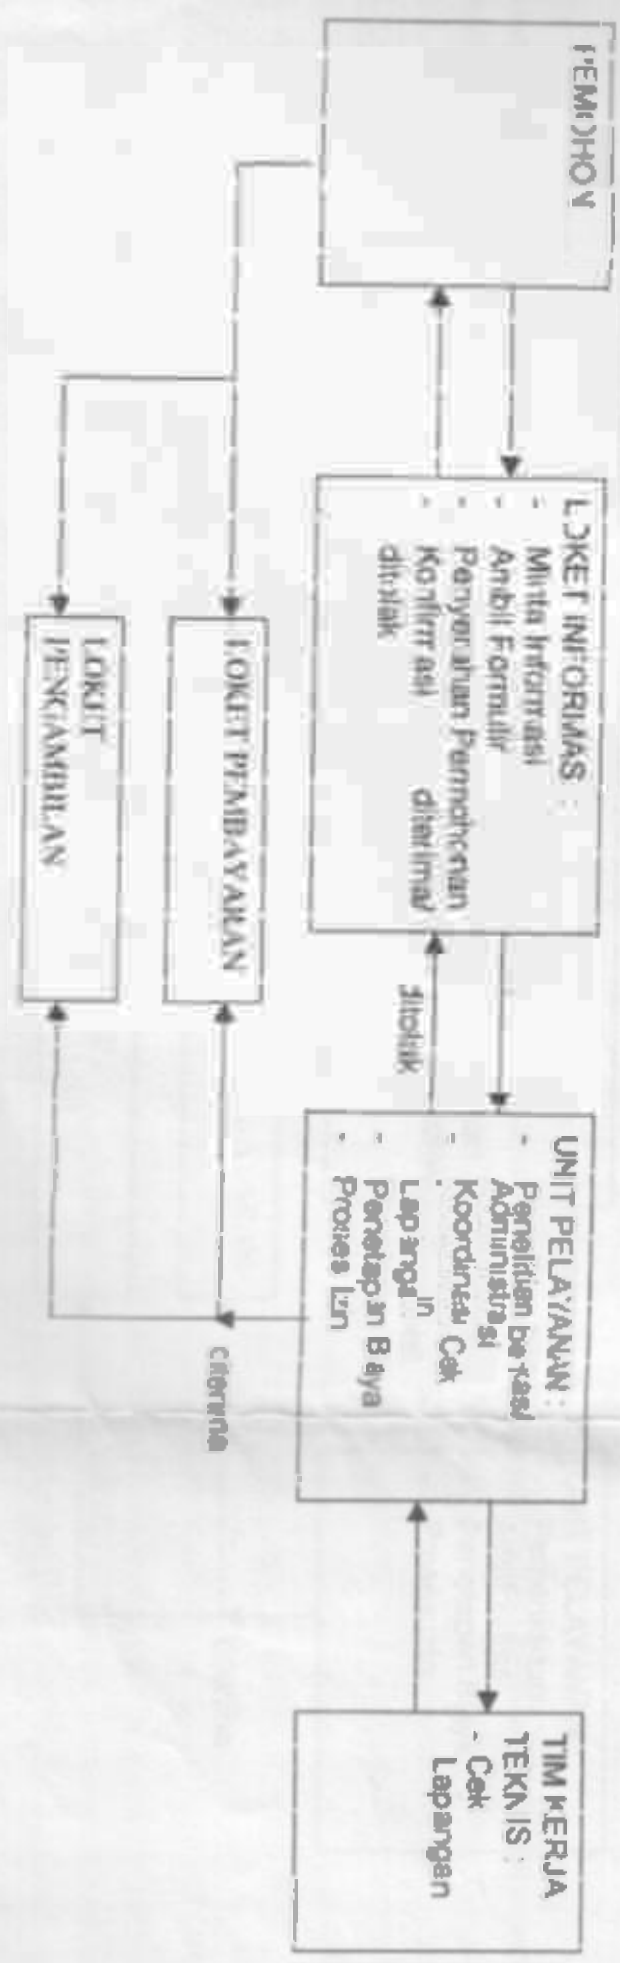 PEMOHON
LOKET INFORMASI :
- Minta Informasi
- Ambil Formulir
- Penyerahan Permohonan
- Konfirmasi diterima/
ditolak
ditolak
UNIT PELAYANAN :
- Penelitian berkas/
Administrasi
- Koordinasi Cek
Lapangan
- Penetapan Biaya
- Proses Izin
diterima
TIM KERJA
TEKNIS :
- Cek
Lapangan
LOKET PEMBAYARAN
LOKET
PENGAMBILAN